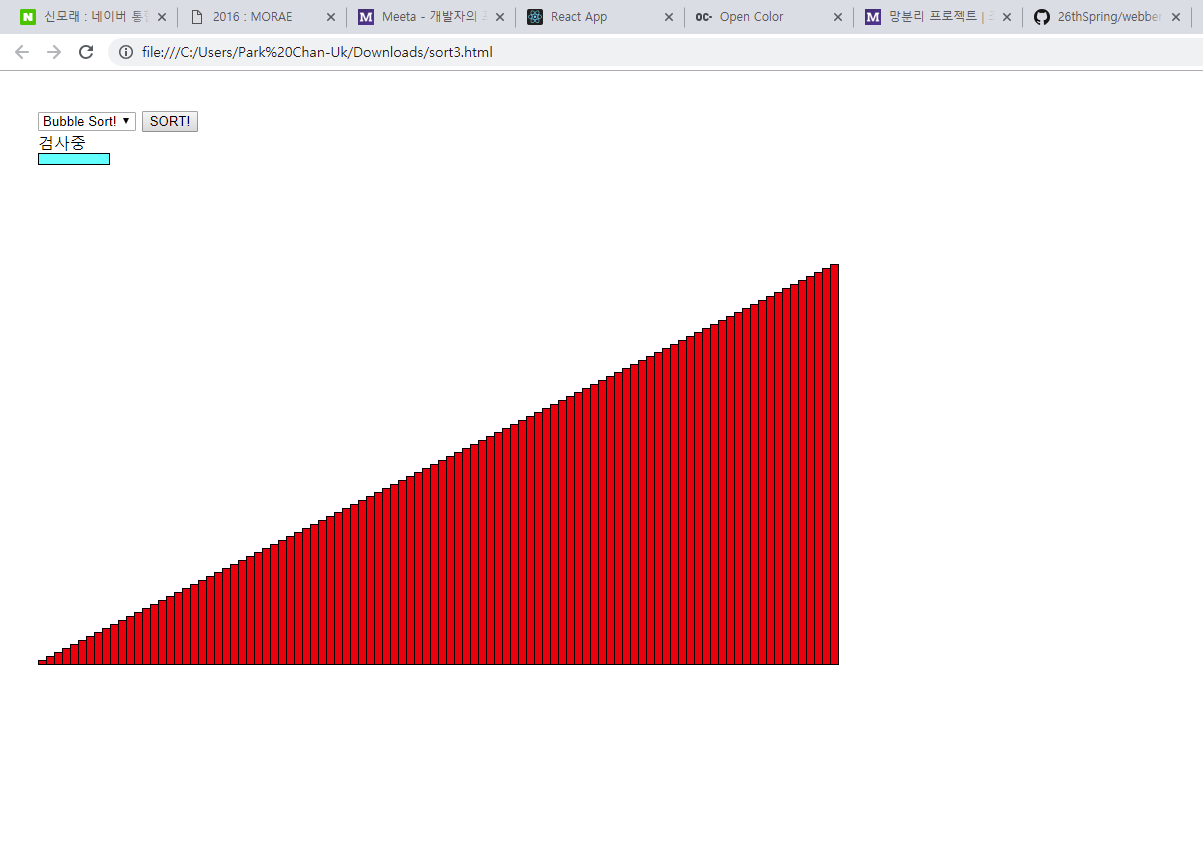 신모래 : 네이버 통
2016 : MORAE
Meeta - 개발자의
React App
OC- Open Color
망분리 프로젝트 |
26thSpring/webber
file:///C:/Users/Park%20Chan-Uk/Downloads/sort3.html
Bubble Sort! SORT!
검사중